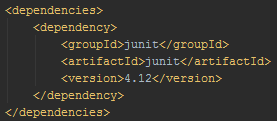 <dependencies>
    <dependency>
        <groupId>junit</groupId>
        <artifactId>junit</artifactId>
        <version>4.12</version>
    </dependency>
</dependencies>